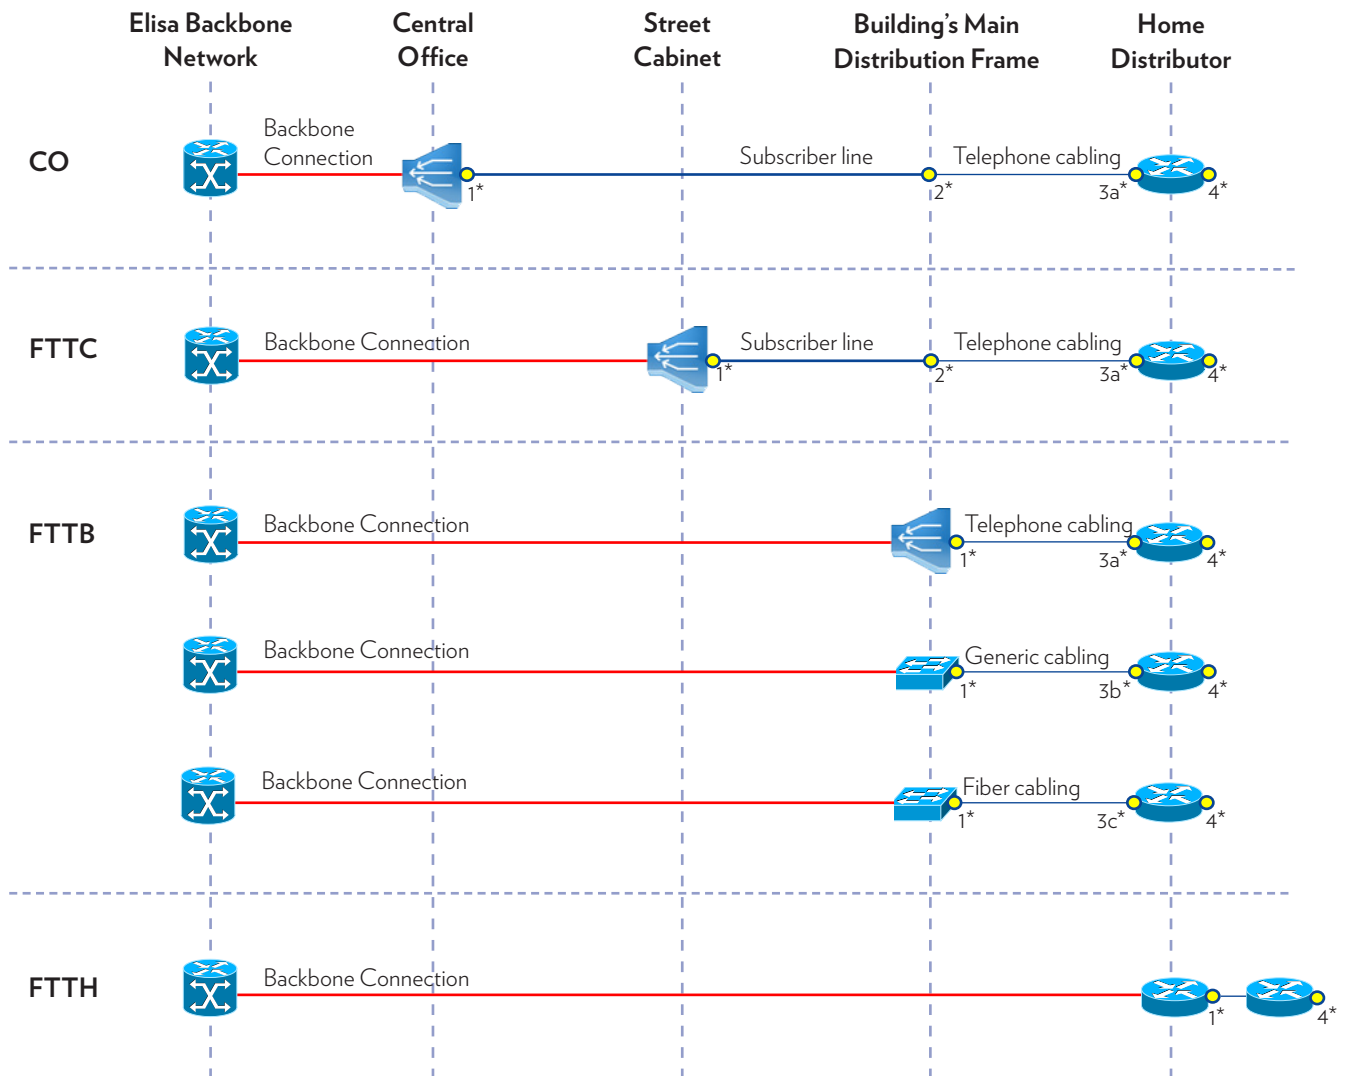 Elisa Backbone
Network
Central
Office
Street
Cabinet
Building's Main
Distribution Frame
Home
Distributor
CO
Backbone
Connection
Subscriber line
Telephone cabling
1*
2*
3a*
4*
FTTC
Backbone Connection
Subscriber line
Telephone cabling
1*
2*
3a*
4*
FTTB
Backbone Connection
Telephone cabling
1*
3a*
4*
Backbone Connection
Generic cabling
1*
3b*
4*
Backbone Connection
Fiber cabling
1*
3c*
4*
FTTH
Backbone Connection
1*
4*